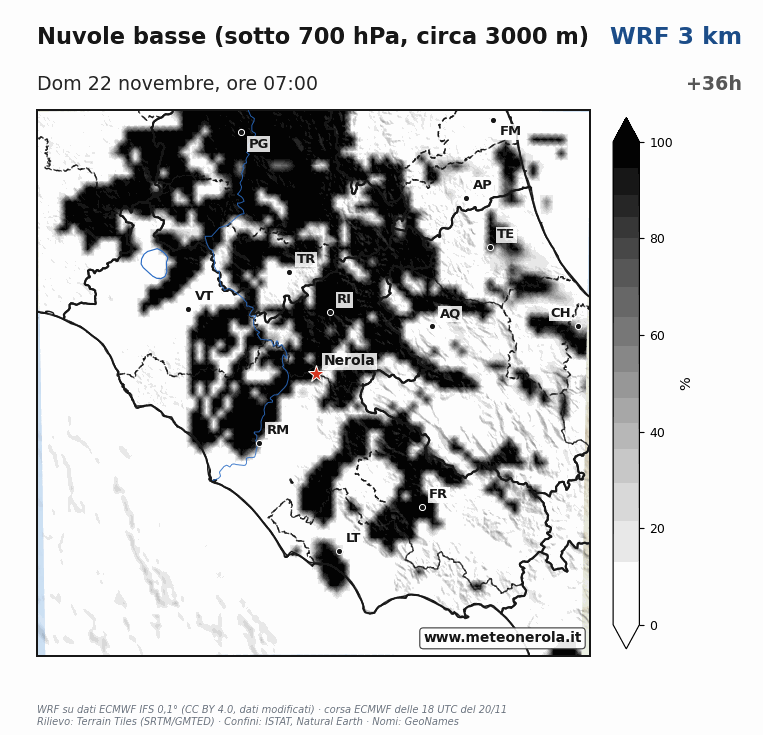 Nuvole basse (sotto 700 hPa, circa 3000 m) WRF 3 km
Dom 22 novembre, ore 07:00 +36h
FM
PG
AP
TE
TR
VT
RI
AQ
CH
Nerola
RM
FR
LT
www.meteonerola.it
100
80
60
40
20
0
%
WRF su dati ECMWF IFS 0,1° (CC BY 4.0, dati modificati) · corsa ECMWF delle 18 UTC del 20/11
Rilievo: Terrain Tiles (SRTM/GMTED) · Confini: ISTAT, Natural Earth · Nomi: GeoNames